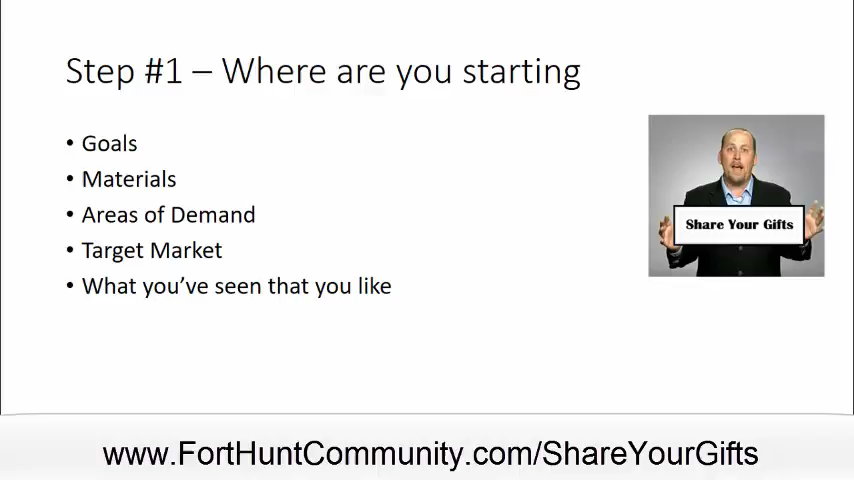 Step #1 – Where are you starting
• Goals
• Materials
• Areas of Demand
• Target Market
• What you’ve seen that you like
Share Your Gifts
www.FortHuntCommunity.com/ShareYourGifts